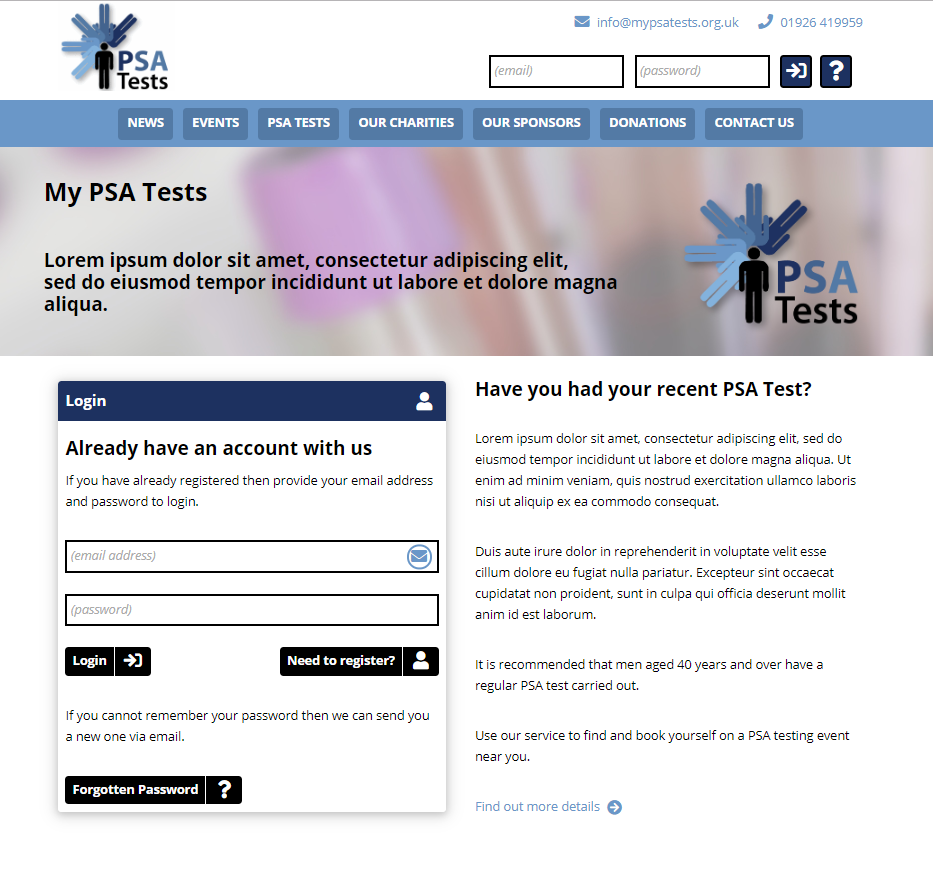 PSA
Tests
info@mypsatests.org.uk 01926 419959
(email) (password) ?
NEWS EVENTS PSA TESTS OUR CHARITIES OUR SPONSORS DONATIONS CONTACT US
My PSA Tests
Lorem ipsum dolor sit amet, consectetur adipiscing elit,
sed do eiusmod tempor incididunt ut labore et dolore magna
aliqua.
PSA
Tests
Login
Already have an account with us
If you have already registered then provide your email address
and password to login.
(email address)
(password)
Login Need to register?
If you cannot remember your password then we can send you
a new one via email.
Forgotten Password ?
Have you had your recent PSA Test?
Lorem ipsum dolor sit amet, consectetur adipiscing elit, sed do
eiusmod tempor incididunt ut labore et dolore magna aliqua. Ut
enim ad minim veniam, quis nostrud exercitation ullamco laboris
nisi ut aliquip ex ea commodo consequat.
Duis aute irure dolor in reprehenderit in voluptate velit esse
cillum dolore eu fugiat nulla pariatur. Excepteur sint occaecat
cupidatat non proident, sunt in culpa qui officia deserunt mollit
anim id est laborum.
It is recommended that men aged 40 years and over have a
regular PSA test carried out.
Use our service to find and book yourself on a PSA testing event
near you.
Find out more details